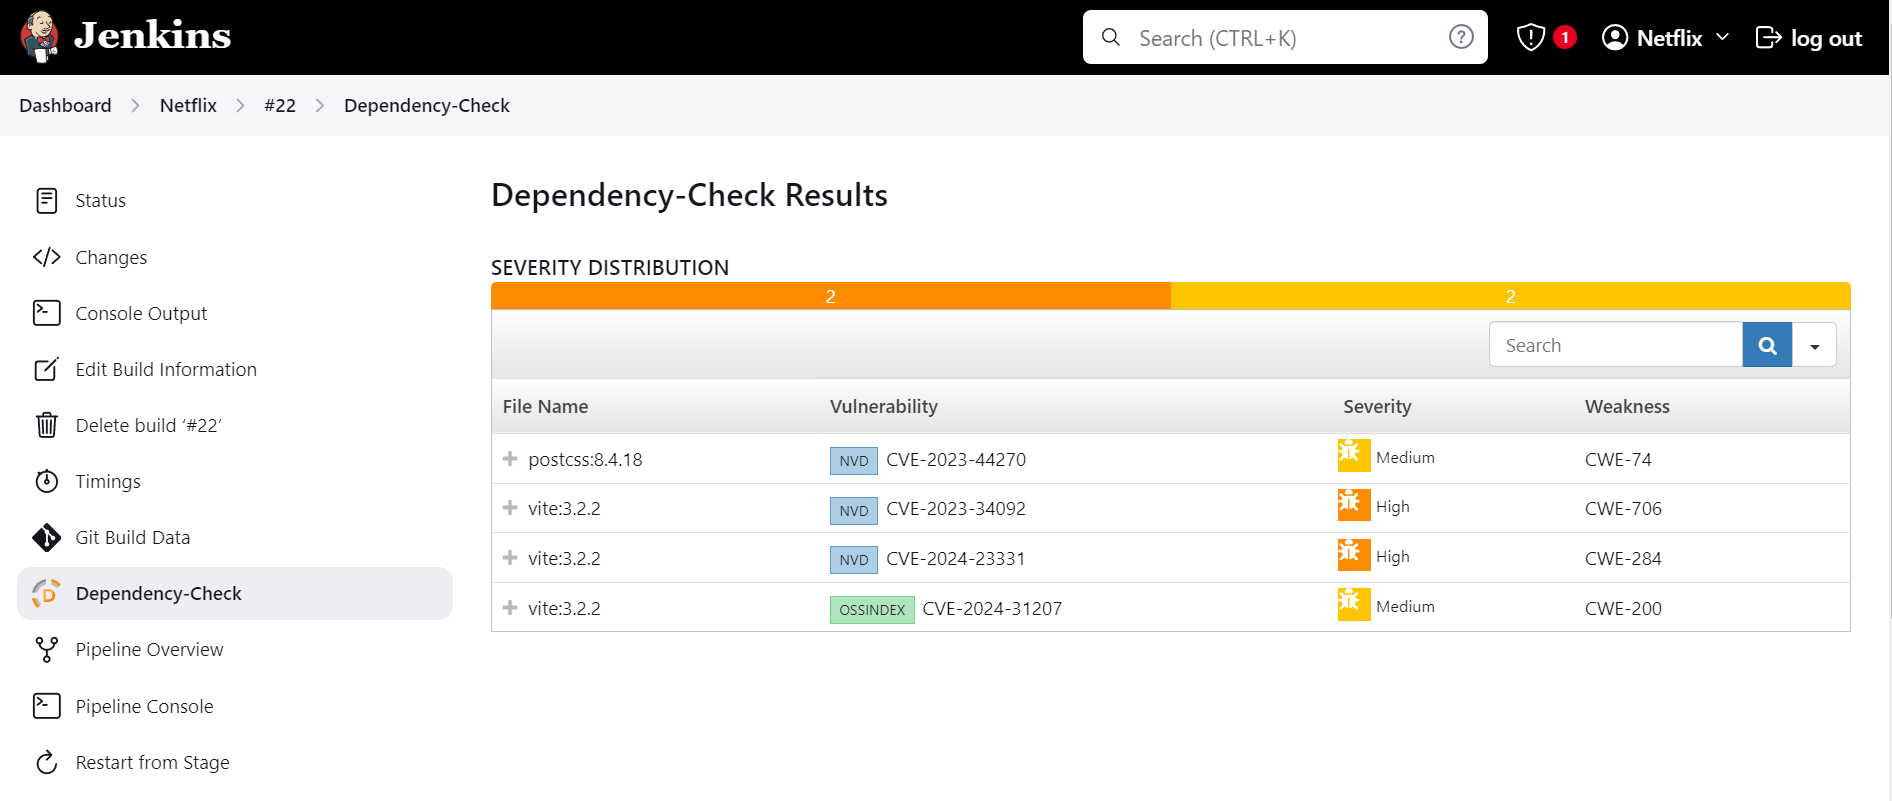 Jenkins
Search (CTRL+K)
1
Netflix
log out
Dashboard Netflix #22 Dependency-Check
Status
Changes
Console Output
Edit Build Information
Delete build ‘#22’
Timings
Git Build Data
Dependency-Check
Pipeline Overview
Pipeline Console
Restart from Stage
Dependency-Check Results
SEVERITY DISTRIBUTION
2 2
Search
File Name Vulnerability Severity Weakness
postcss:8.4.18 NVD CVE-2023-44270 Medium CWE-74
vite:3.2.2 NVD CVE-2023-34092 High CWE-706
vite:3.2.2 NVD CVE-2024-23331 High CWE-284
vite:3.2.2 OSSINDEX CVE-2024-31207 Medium CWE-200